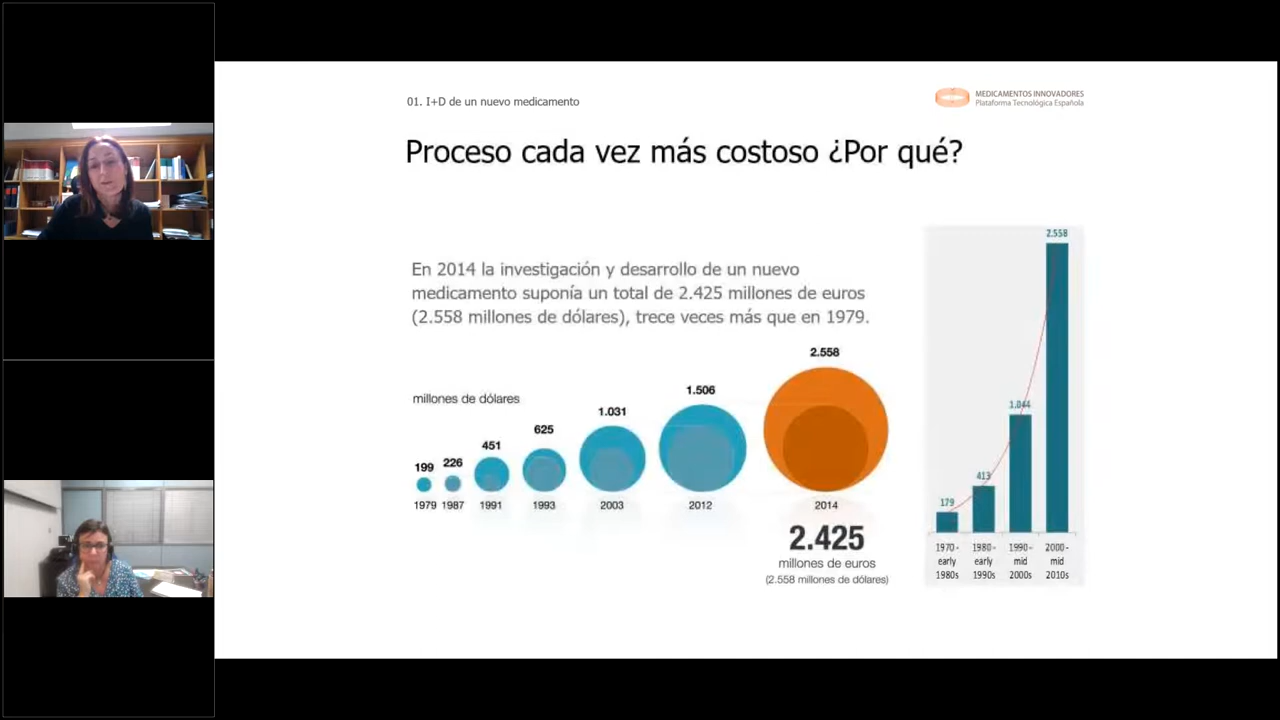 01. I+D de un nuevo medicamento
MEDICAMENTOS INNOVADORES
Plataforma Tecnológica Española
Proceso cada vez más costoso ¿Por qué?
En 2014 la investigación y desarrollo de un nuevo
medicamento suponía un total de 2.425 millones de euros
(2.558 millones de dólares), trece veces más que en 1979.
millones de dólares
199
226
451
625
1.031
1.506
2.558
1979
1987
1991
1993
2003
2012
2014
2.425
millones de euros
(2.558 millones de dólares)
179
413
1.044
2.558
1970-
early
1980s
1980-
early
1990s
1990-
mid
2000s
2000-
mid
2010s